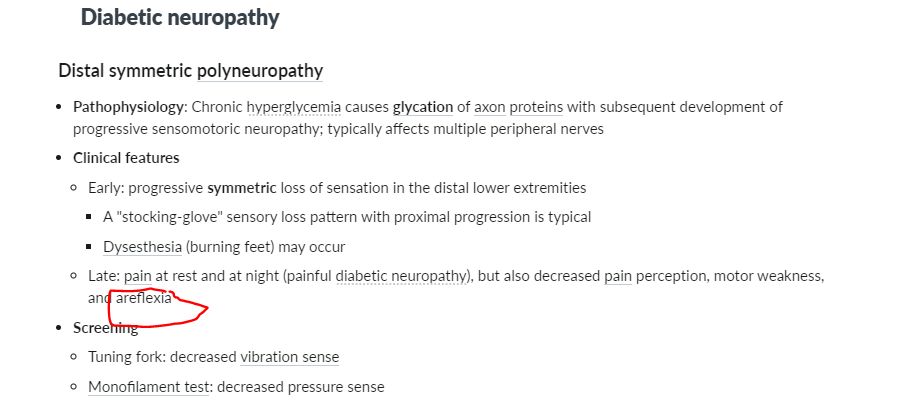 Diabetic neuropathy
Distal symmetric polyneuropathy
• Pathophysiology: Chronic hyperglycemia causes glycation of axon proteins with subsequent development of
progressive sensomotoric neuropathy; typically affects multiple peripheral nerves
• Clinical features
○ Early: progressive symmetric loss of sensation in the distal lower extremities
▪ A "stocking-glove" sensory loss pattern with proximal progression is typical
▪ Dysesthesia (burning feet) may occur
○ Late: pain at rest and at night (painful diabetic neuropathy), but also decreased pain perception, motor weakness,
and areflexia
• Screening
○ Tuning fork: decreased vibration sense
○ Monofilament test: decreased pressure sense